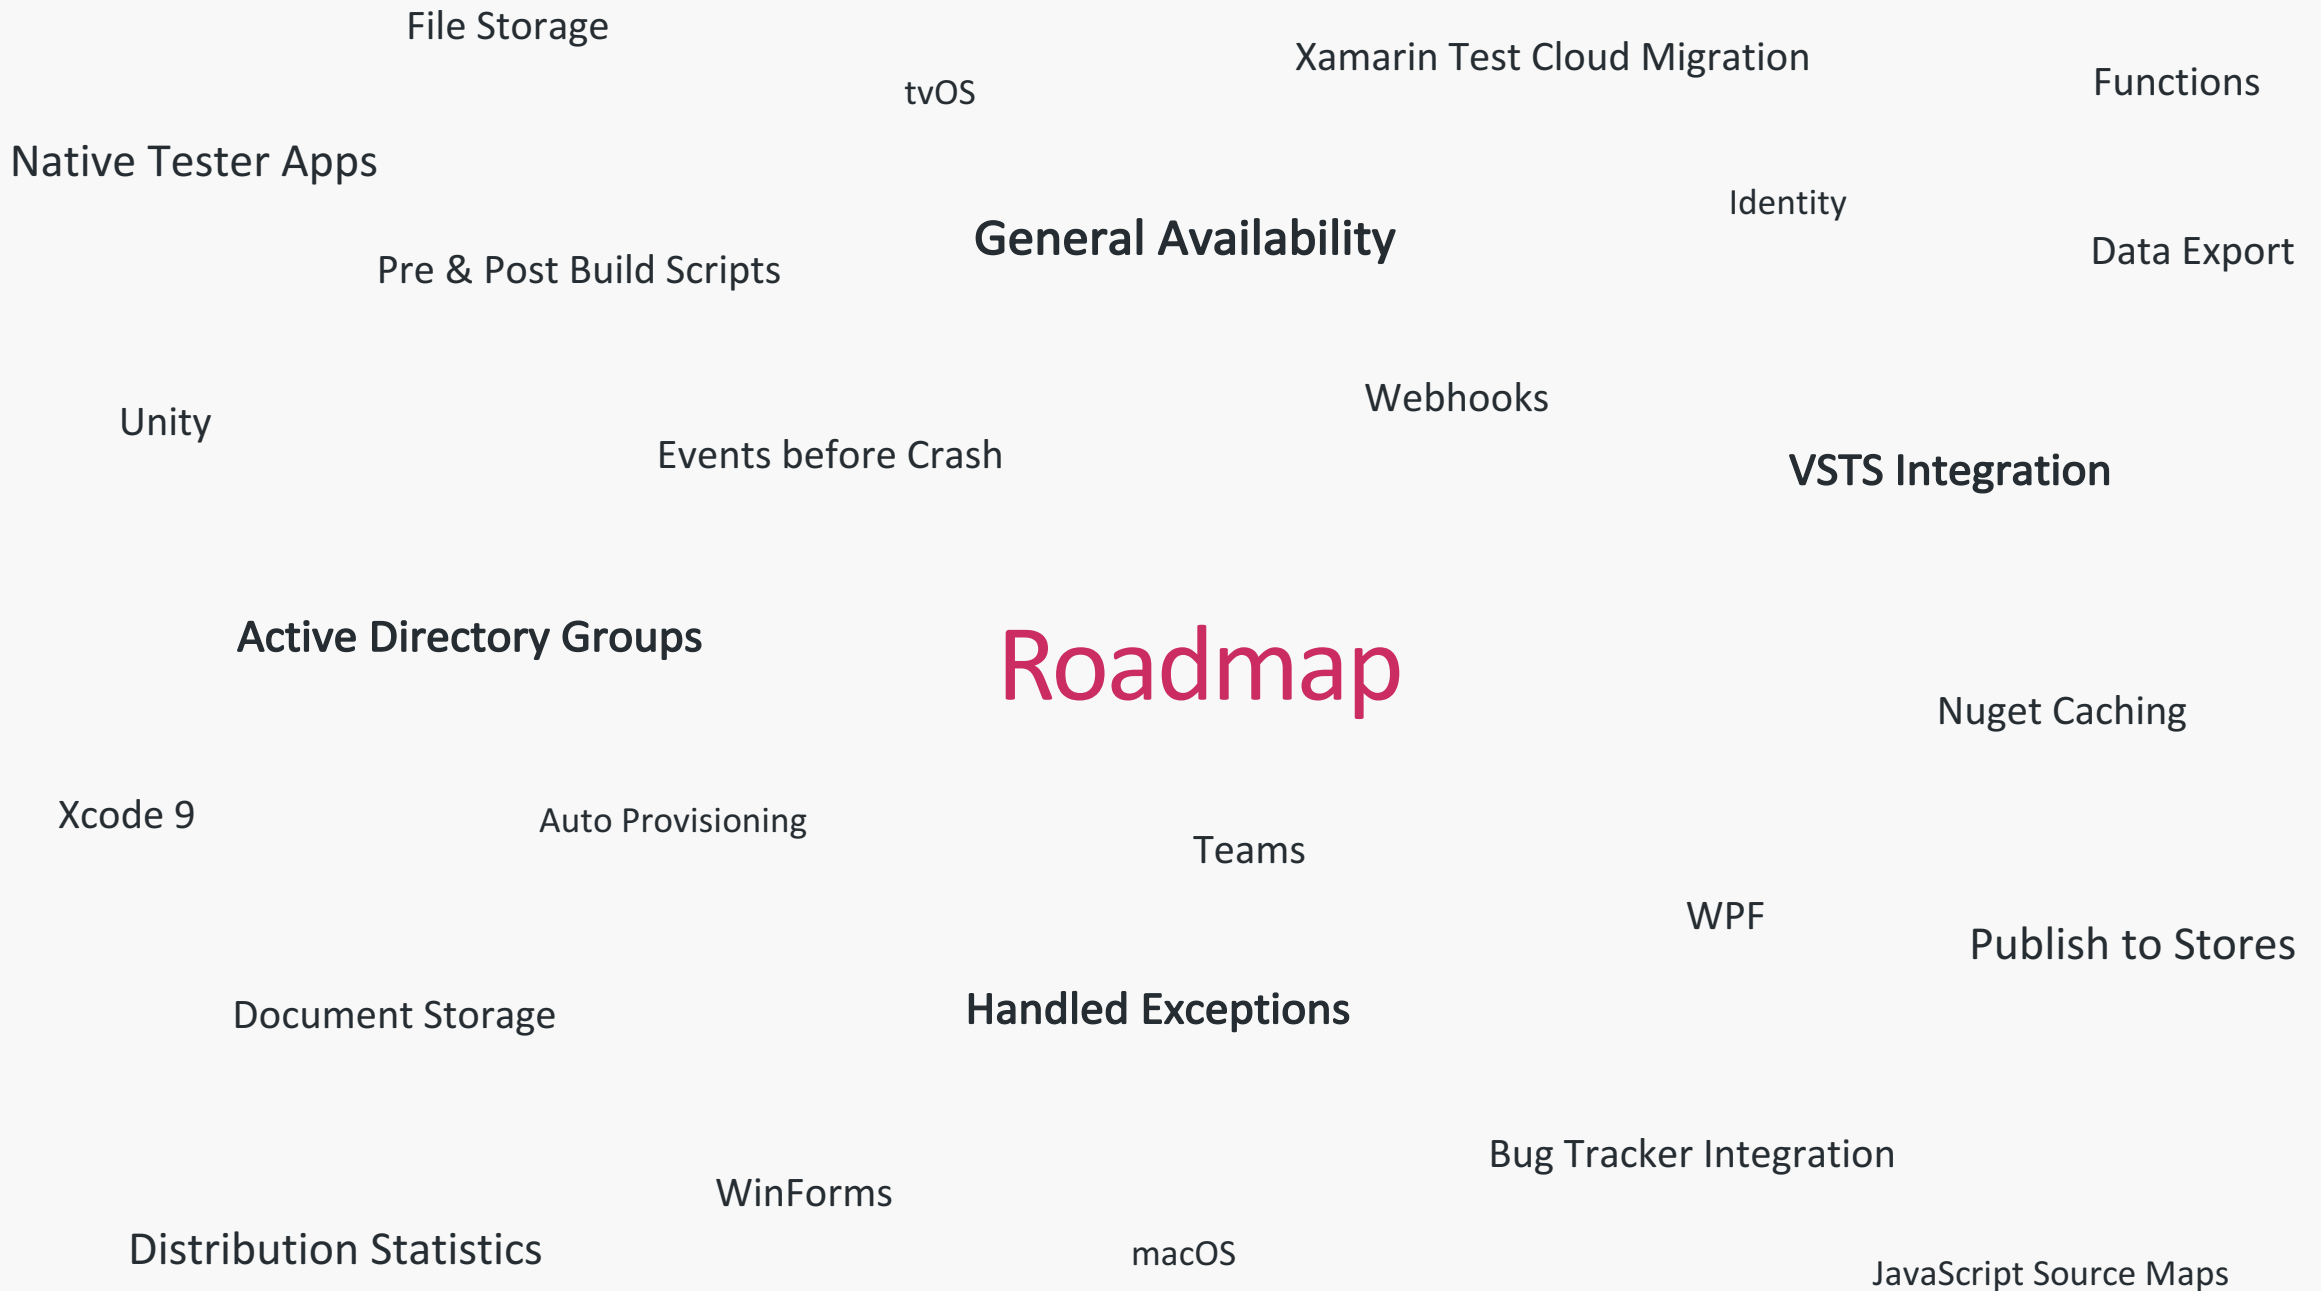 File Storage
Xamarin Test Cloud Migration
Functions
tvOS
Native Tester Apps
Identity
General Availability
Data Export
Pre & Post Build Scripts
Webhooks
Unity
Events before Crash
VSTS Integration
Active Directory Groups
Roadmap
Nuget Caching
Xcode 9
Auto Provisioning
Teams
WPF
Publish to Stores
Handled Exceptions
Document Storage
Bug Tracker Integration
WinForms
Distribution Statistics
macOS
JavaScript Source Maps